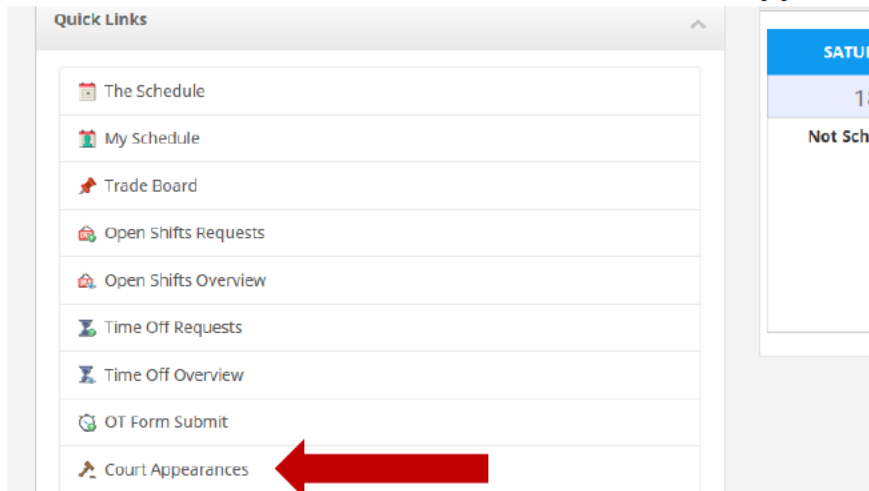 Quick Links
The Schedule
My Schedule
Trade Board
Open Shifts Requests
Open Shifts Overview
Time Off Requests
Time Off Overview
OT Form Submit
Court Appearances
Not